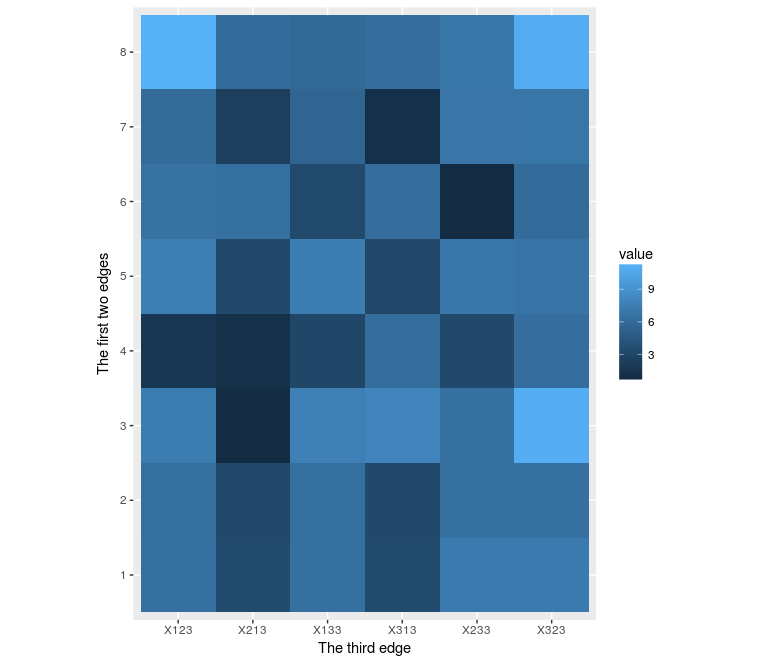 The first two edges
8
7
6
5
4
3
2
1
X123 X213 X133 X313 X233 X323
The third edge
value
9
6
3